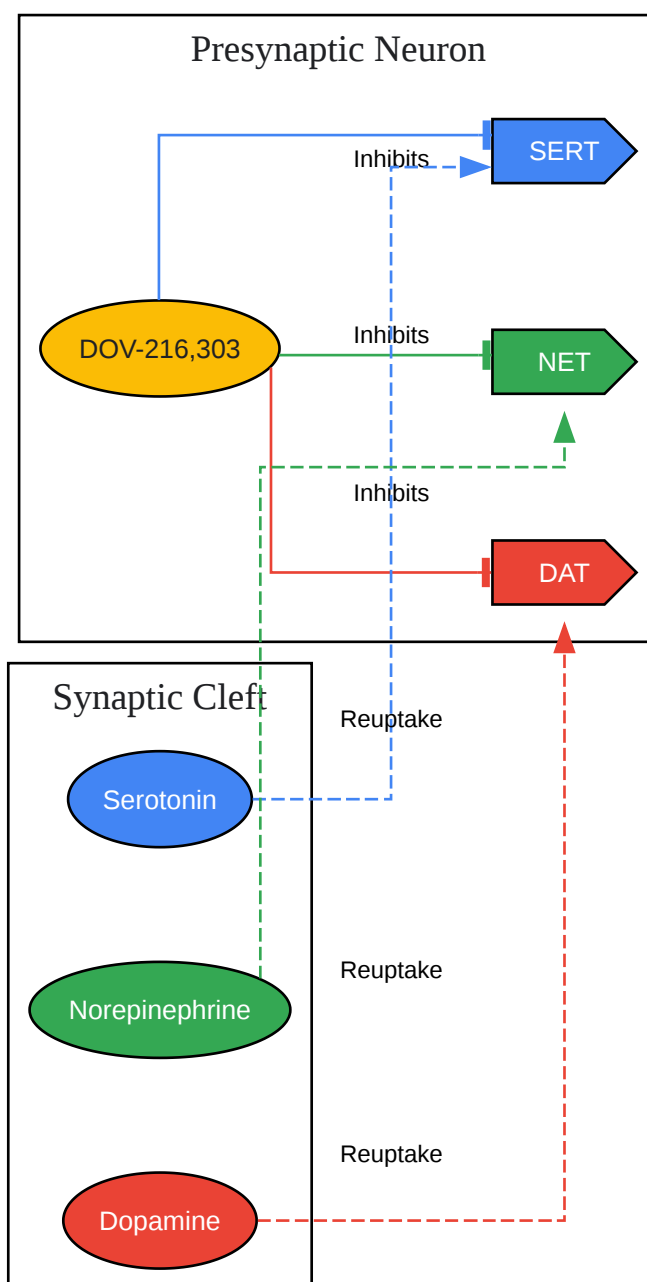 Presynaptic Neuron
SERT
Inhibits
DOV-216,303
Inhibits
NET
Inhibits
DAT
Synaptic Cleft
Reuptake
Serotonin
Reuptake
Norepinephrine
Reuptake
Dopamine